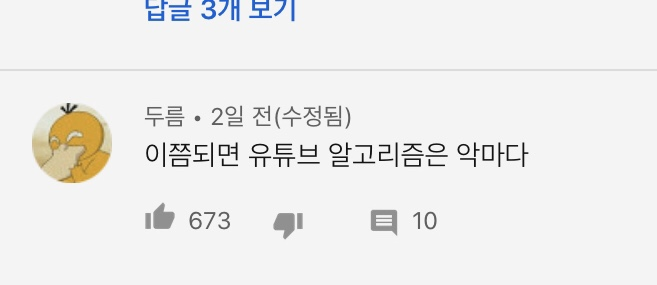 답글 3개 보기
두름 • 2일 전(수정됨)
이쯤되면 유튜브 알고리즘은 악마다
673
10